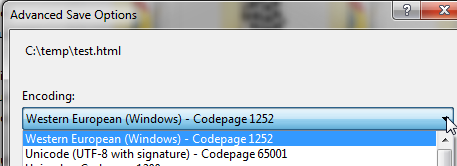 Advanced Save Options
C:\temp\test.html
Encoding:
Western European (Windows) - Codepage 1252
Western European (Windows) - Codepage 1252
Unicode (UTF-8 with signature) - Codepage 65001